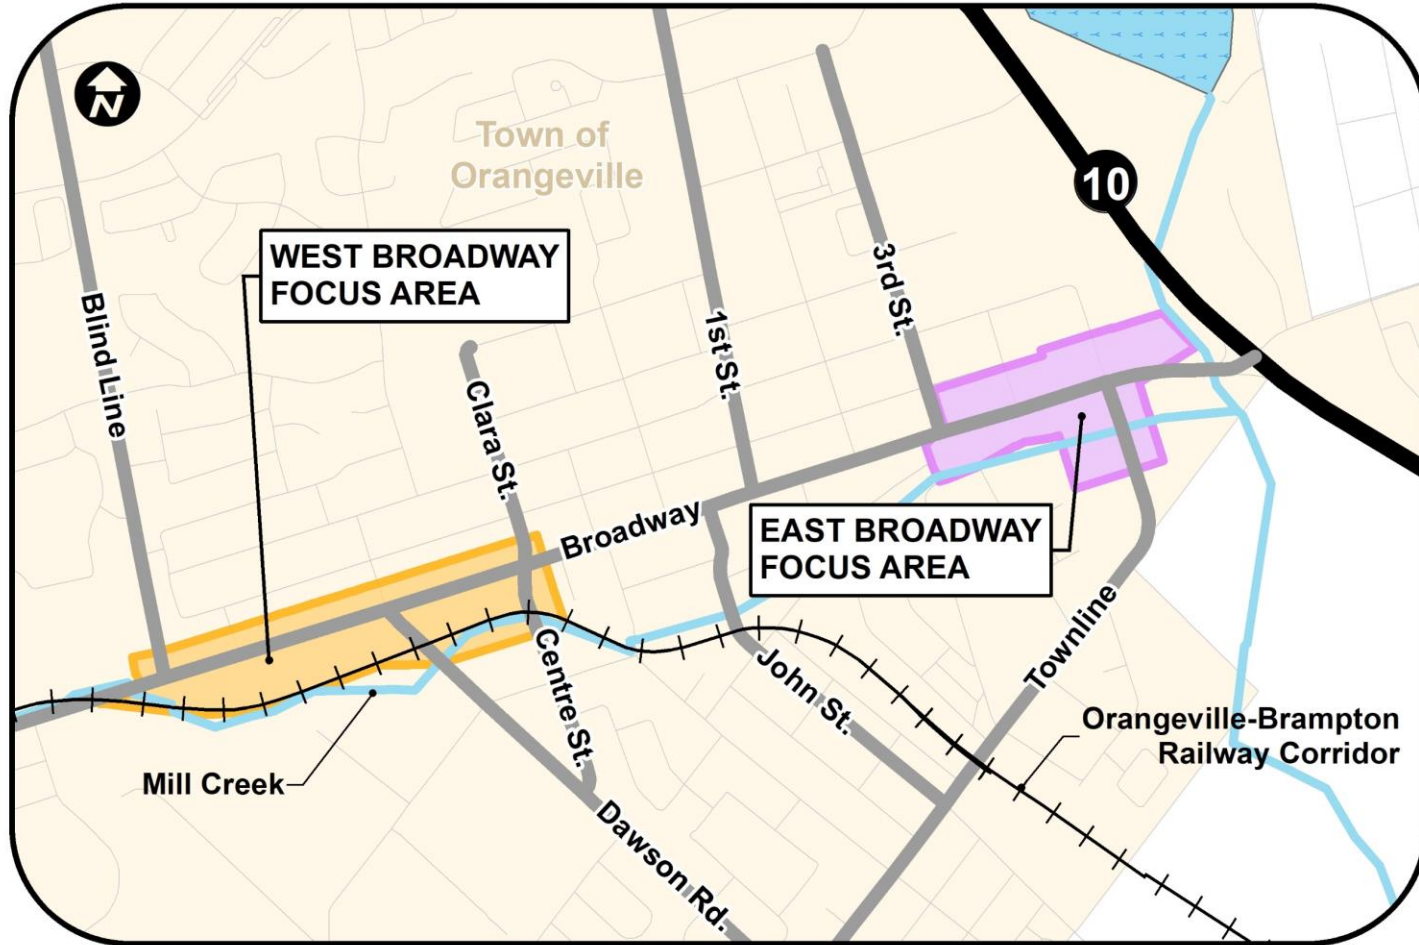 N
Town of
Orangeville
10
WEST BROADWAY
FOCUS AREA
3rd St.
Blind Line
1st St.
Clara St.
Broadway
EAST BROADWAY
FOCUS AREA
Townline
Centre St.
John St.
Orangeville-Brampton
Railway Corridor
Mill Creek
Dawson Rd.